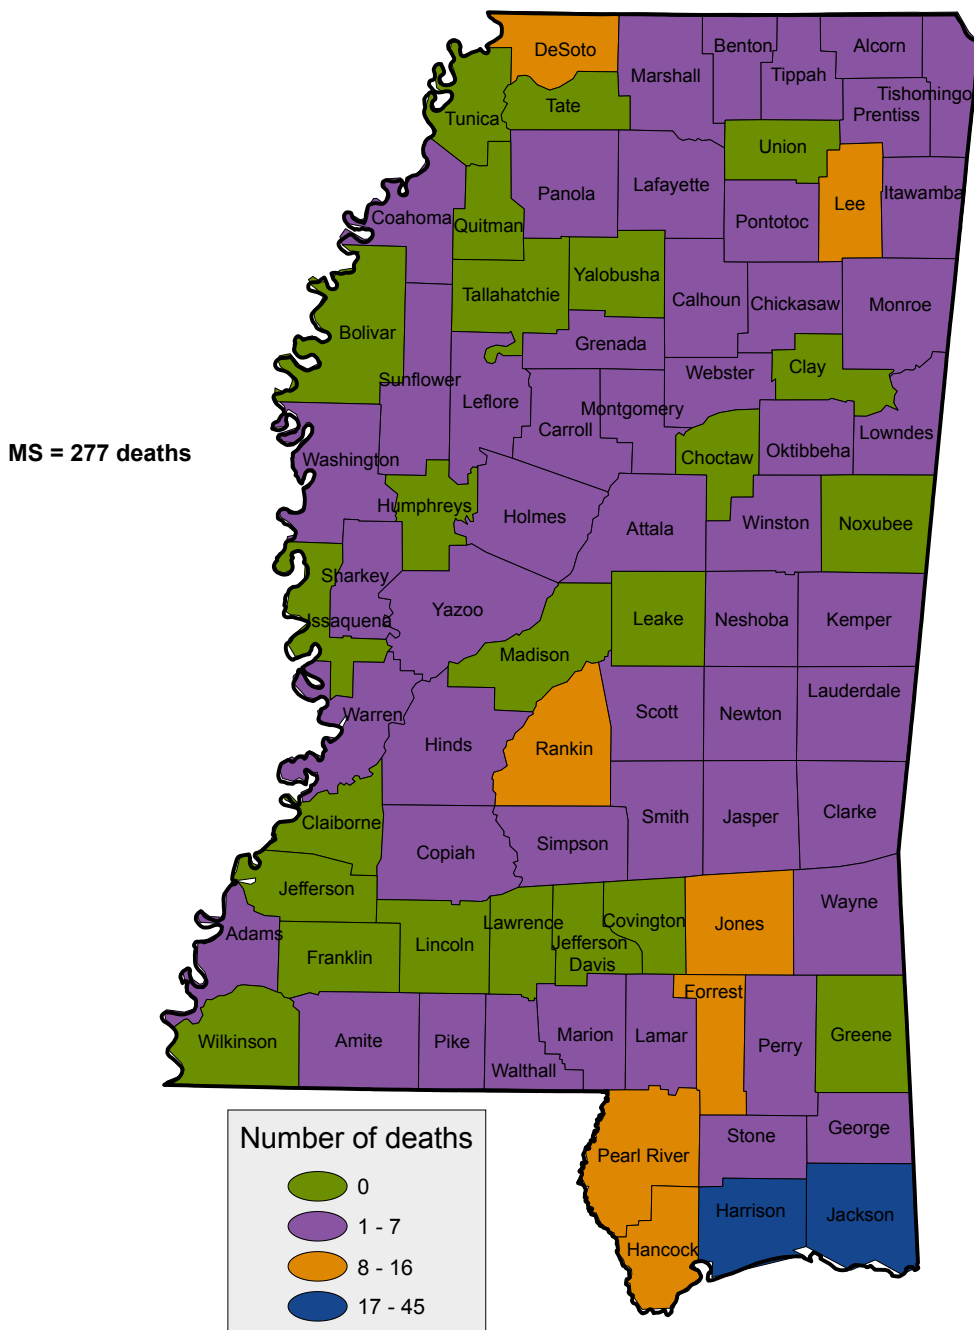 DeSoto
Benton
Alcorn
Marshall
Tippah
Tishomingo
Tate
Prentiss
Tunica
Union
Panola
Lafayette
Lee
Itawamba
Coahoma
Quitman
Pontotoc
Yalobusha
Tallahatchie
Calhoun
Chickasaw
Monroe
Bolivar
Grenada
Sunflower
Webster
Clay
Leflore
Montgomery
Carroll
Lowndes
MS = 277 deaths
Washington
Choctaw
Oktibbeha
Humphreys
Holmes
Attala
Winston
Noxubee
Sharkey
Issaquena
Yazoo
Leake
Neshoba
Kemper
Madison
Lauderdale
Warren
Scott
Newton
Hinds
Rankin
Claiborne
Smith
Jasper
Clarke
Copiah
Simpson
Jefferson
Wayne
Adams
Lawrence
Covington
Jones
Franklin
Lincoln
Jefferson
Davis
Forrest
Wilkinson
Amite
Pike
Marion
Lamar
Perry
Greene
Walthall
Stone
George
Pearl River
Harrison
Jackson
Hancock
Number of deaths
0
1 - 7
8 - 16
17 - 45